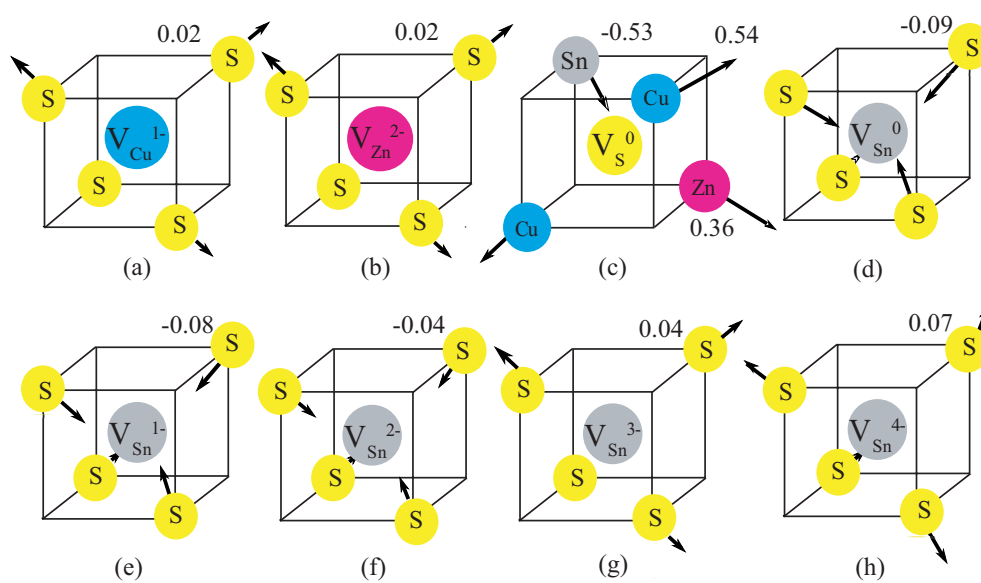 0.02
S
S
V_Cu^1-
S
S
(a)
0.02
S
S
V_Zn^2-
S
S
(b)
-0.53
0.54
Sn
Cu
V_S^0
Zn
Cu
0.36
(c)
-0.09
S
S
V_Sn^0
S
S
(d)
-0.08
S
S
V_Sn^1-
S
S
(e)
-0.04
S
S
V_Sn^2-
S
S
(f)
0.04
S
S
V_Sn^3-
S
S
(g)
0.07
S
S
V_Sn^4-
S
S
(h)